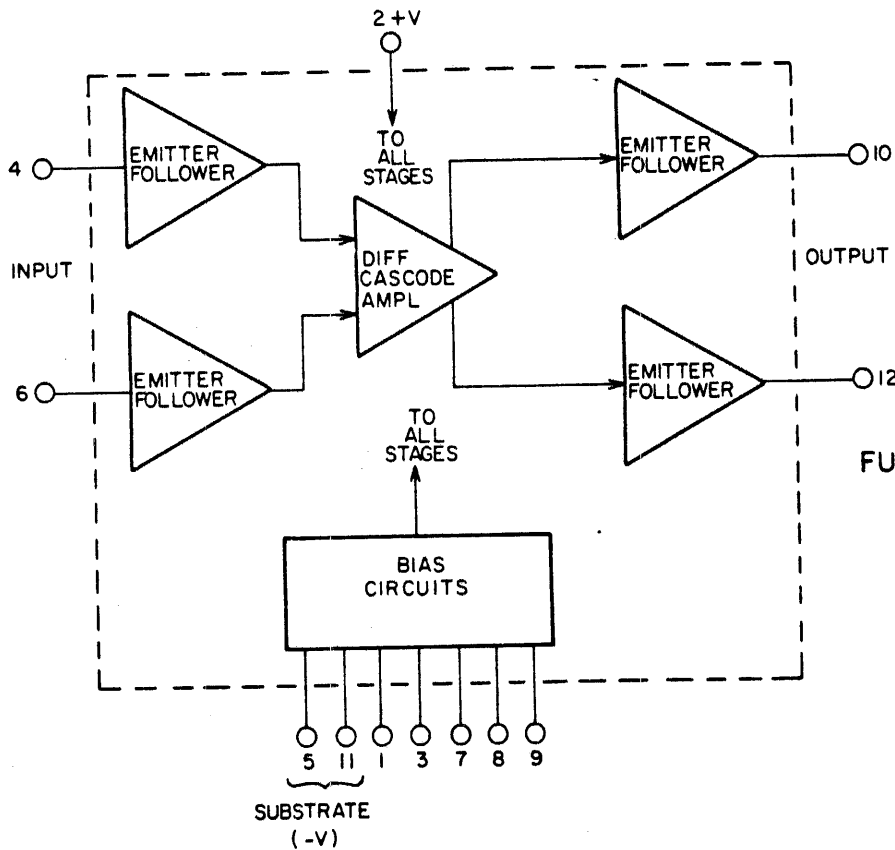 2 +V
TO
ALL
STAGES
EMITTER
FOLLOWER
EMITTER
FOLLOWER
4
10
INPUT
DIFF
CASCODE
AMPL
OUTPUT
EMITTER
FOLLOWER
EMITTER
FOLLOWER
6
12
TO
ALL
STAGES
FU
BIAS
CIRCUITS
5 11 1 3 7 8 9
SUBSTRATE
(-V)